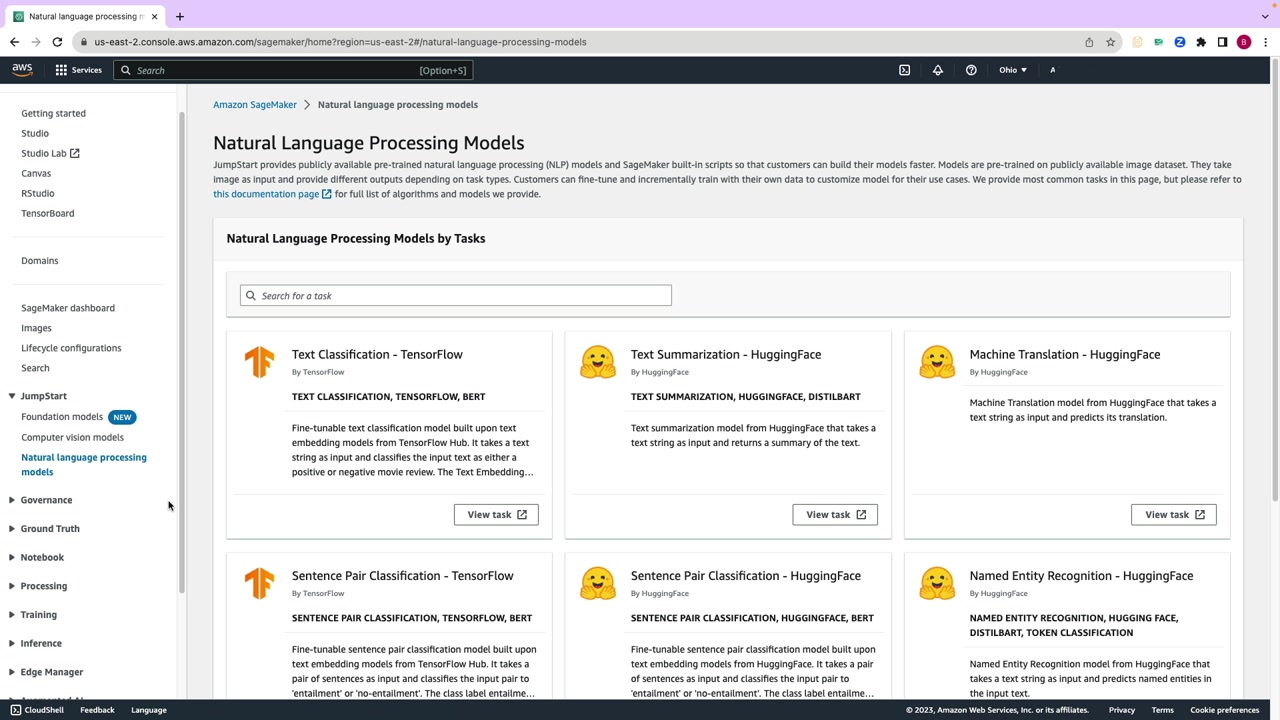 Natural language processing m
us-east-2.console.aws.amazon.com/sagemaker/home?region=us-east-2#/natural-language-processing-models
B
aws
Services
Search
[Option+S]
Ohio
A
Getting started
Studio
Studio Lab
Canvas
RStudio
TensorBoard
Domains
SageMaker dashboard
Images
Lifecycle configurations
Search
JumpStart
Foundation models NEW
Computer vision models
Natural language processing
models
Governance
Ground Truth
Notebook
Processing
Training
Inference
Edge Manager
Amazon SageMaker
Natural language processing models
Natural Language Processing Models
JumpStart provides publicly available pre-trained natural language processing (NLP) models and SageMaker built-in scripts so that customers can build their models faster. Models are pre-trained on publicly available image dataset. They take
image as input and provide different outputs depending on task types. Customers can fine-tune and incrementally train with their own data to customize model for their use cases. We provide most common tasks in this page, but please refer to
this documentation page for full list of algorithms and models we provide.
Natural Language Processing Models by Tasks
Search for a task
Text Classification - TensorFlow
By TensorFlow
TEXT CLASSIFICATION, TENSORFLOW, BERT
Fine-tunable text classification model built upon text
embedding models from TensorFlow Hub. It takes a text
string as input and classifies the input text as either a
positive or negative movie review. The Text Embedding...
View task
Text Summarization - HuggingFace
By HuggingFace
TEXT SUMMARIZATION, HUGGINGFACE, DISTILBART
Text summarization model from HuggingFace that takes a
text string as input and returns a summary of the text.
View task
Machine Translation - HuggingFace
By HuggingFace
Machine Translation model from HuggingFace that takes a
text string as input and predicts its translation.
View task
Sentence Pair Classification - TensorFlow
By TensorFlow
SENTENCE PAIR CLASSIFICATION, TENSORFLOW, BERT
Fine-tunable sentence pair classification model built upon
text embedding models from TensorFlow Hub. It takes a
pair of sentences and classifies the input pair to
'entailment' or 'no-entailment'. The class label entailme...
Sentence Pair Classification - HuggingFace
By HuggingFace
SENTENCE PAIR CLASSIFICATION, HUGGINGFACE, BERT
Fine-tunable sentence pair classification model built upon
text embedding models from HuggingFace. It takes a pair
of sentences and classifies the input pair to
'entailment' or 'no-entailment'. The class label entailme...
Named Entity Recognition - HuggingFace
By HuggingFace
NAMED ENTITY RECOGNITION, HUGGING FACE,
DISTILBART, TOKEN CLASSIFICATION
Named Entity Recognition model from HuggingFace that
takes a text string as input and predicts named entities in
the input text.
CloudShell
Feedback
Language
© 2023, Amazon Web Services, Inc. or its affiliates.
Privacy
Terms
Cookie preferences